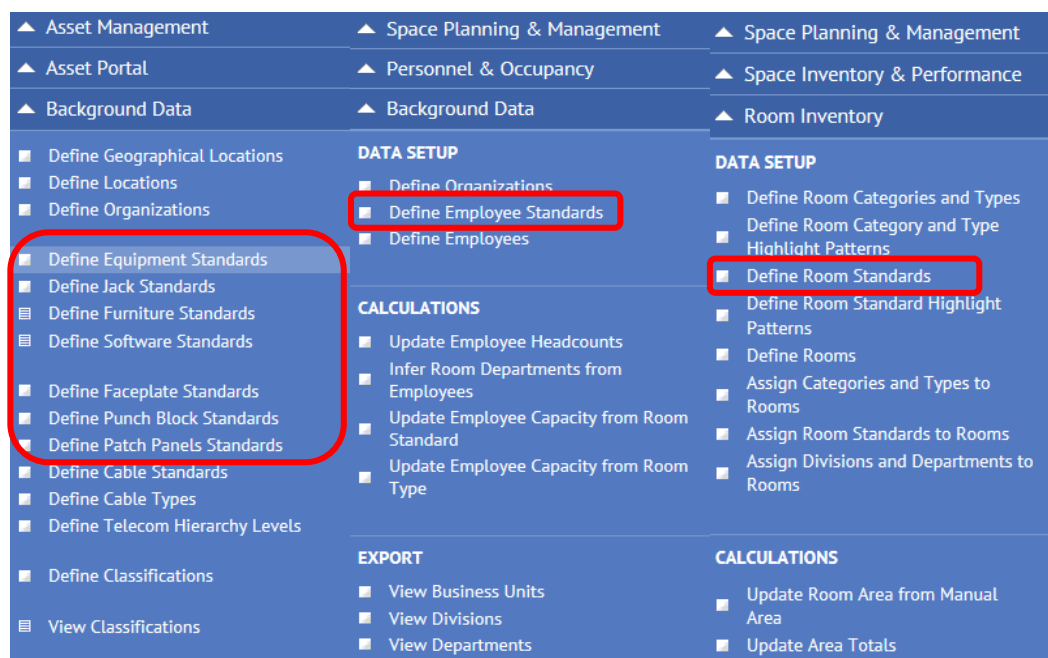 Asset Management
Asset Portal
Background Data
Define Geographical Locations
Define Locations
Define Organizations
Define Equipment Standards
Define Jack Standards
Define Furniture Standards
Define Software Standards
Define Faceplate Standards
Define Punch Block Standards
Define Patch Panels Standards
Define Cable Standards
Define Cable Types
Define Telecom Hierarchy Levels
Define Classifications
View Classifications
Space Planning & Management
Personnel & Occupancy
Background Data
DATA SETUP
Define Organizations
Define Employee Standards
Define Employees
CALCULATIONS
Update Employee Headcounts
Infer Room Departments from
Employees
Update Employee Capacity from Room
Standard
Update Employee Capacity from Room
Type
EXPORT
View Business Units
View Divisions
View Departments
Space Planning & Management
Space Inventory & Performance
Room Inventory
DATA SETUP
Define Room Categories and Types
Define Room Category and Type
Highlight Patterns
Define Room Standards
Define Room Standard Highlight
Patterns
Define Rooms
Assign Categories and Types to
Rooms
Assign Room Standards to Rooms
Assign Divisions and Departments to
Rooms
CALCULATIONS
Update Room Area from Manual
Area
Update Area Totals